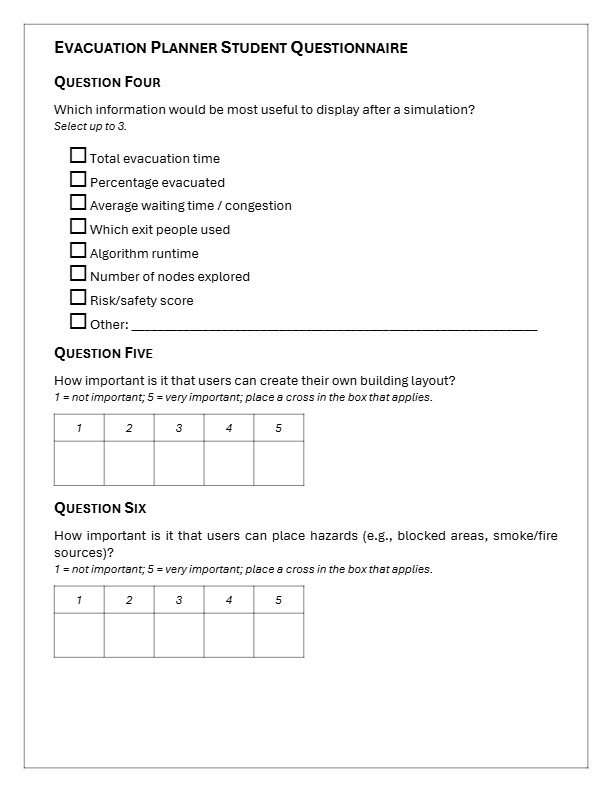 EVACUATION PLANNER STUDENT QUESTIONNAIRE
QUESTION FOUR
Which information would be most useful to display after a simulation?
Select up to 3.
☐ Total evacuation time
☐ Percentage evacuated
☐ Average waiting time / congestion
☐ Which exit people used
☐ Algorithm runtime
☐ Number of nodes explored
☐ Risk/safety score
☐ Other: ____________________________________________________________
QUESTION FIVE
How important is it that users can create their own building layout?
1 = not important; 5 = very important; place a cross in the box that applies.
1 2 3 4 5
QUESTION SIX
How important is it that users can place hazards (e.g., blocked areas, smoke/fire
sources)?
1 = not important; 5 = very important; place a cross in the box that applies.
1 2 3 4 5